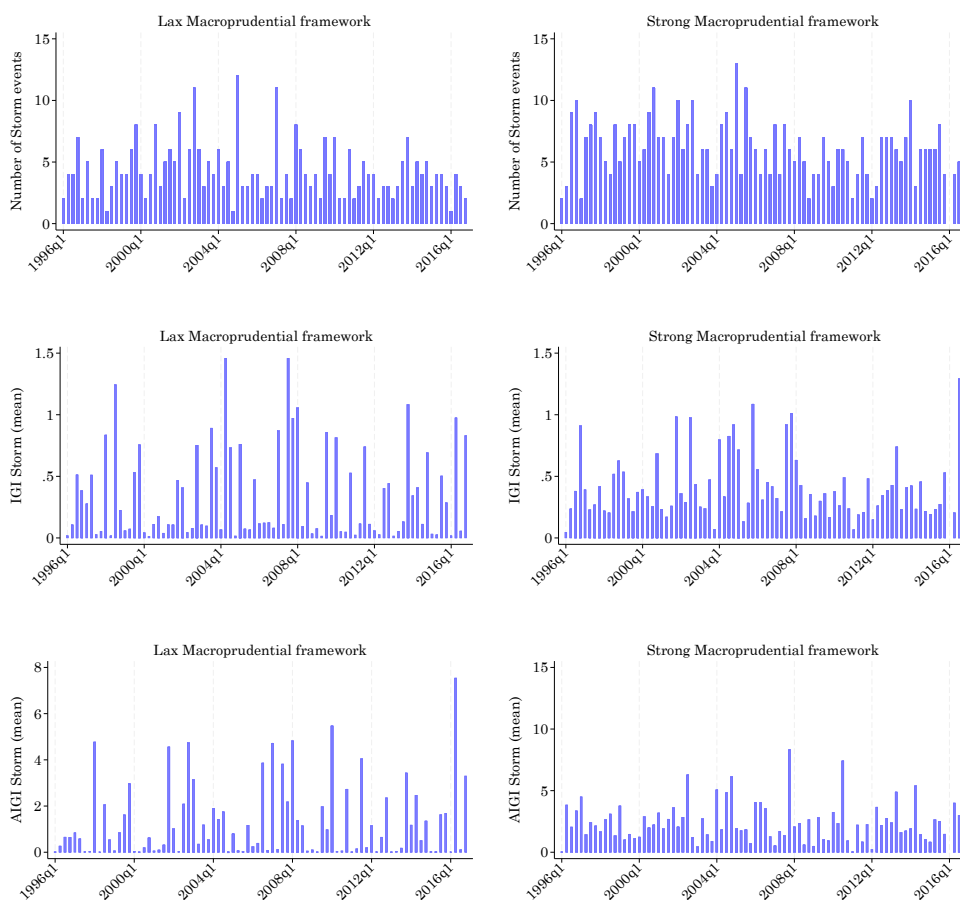 Lax Macroprudential framework
Number of Storm events
15
10
5
0
1996q1
2000q1
2004q1
2008q1
2012q1
2016q1
Strong Macroprudential framework
Number of Storm events
15
10
5
0
1996q1
2000q1
2004q1
2008q1
2012q1
2016q1
Lax Macroprudential framework
IGI Storm (mean)
1.5
1
.5
0
1996q1
2000q1
2004q1
2008q1
2012q1
2016q1
Strong Macroprudential framework
IGI Storm (mean)
1.5
1
.5
0
1996q1
2000q1
2004q1
2008q1
2012q1
2016q1
Lax Macroprudential framework
AIGI Storm (mean)
8
6
4
2
0
1996q1
2000q1
2004q1
2008q1
2012q1
2016q1
Strong Macroprudential framework
AIGI Storm (mean)
15
10
5
0
1996q1
2000q1
2004q1
2008q1
2012q1
2016q1